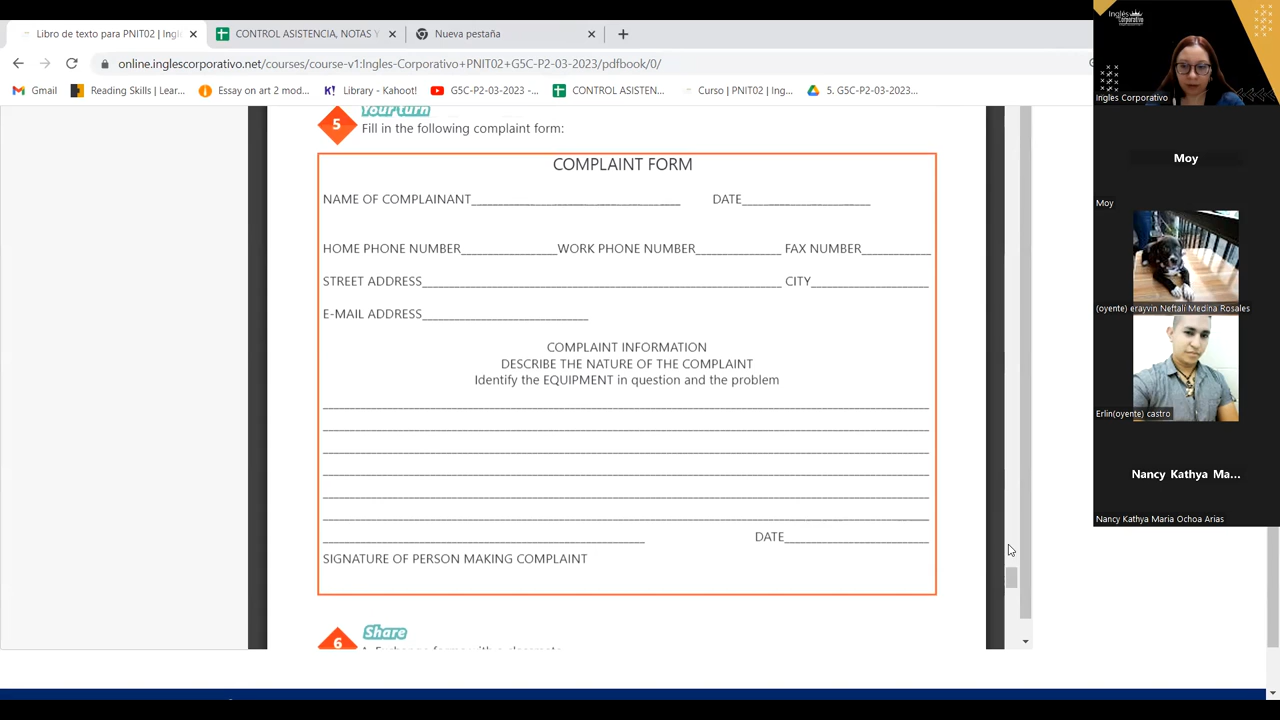 Libro de texto para PNIT02 | Ingl
CONTROL ASISTENCIA, NOTAS Y
Nueva pestaña
online.inglescorporativo.net/courses/course-v1:Ingles-Corporativo+PNIT02+G5C-P2-03-2023/pdfbook/0/
Gmail
Reading Skills | Lear...
Essay on art 2 mod...
Library - Kahoot!
G5C-P2-03-2023 -...
CONTROL ASISTEN...
Curso | PNIT02 | Ing...
5. G5C-P2-03-2023...
Your turn
5
Fill in the following complaint form:
COMPLAINT FORM
NAME OF COMPLAINANT
DATE
HOME PHONE NUMBER
WORK PHONE NUMBER
FAX NUMBER
STREET ADDRESS
CITY
E-MAIL ADDRESS
COMPLAINT INFORMATION
DESCRIBE THE NATURE OF THE COMPLAINT
Identify the EQUIPMENT in question and the problem
DATE
SIGNATURE OF PERSON MAKING COMPLAINT
6
Share
Inglés
Corporativo
Ingles Corporativo
Moy
Moy
(oyente) erayvin Neftali Medina Rosales
Erlin(oyente) castro
Nancy Kathya Ma...
Nancy Kathya Maria Ochoa Arias